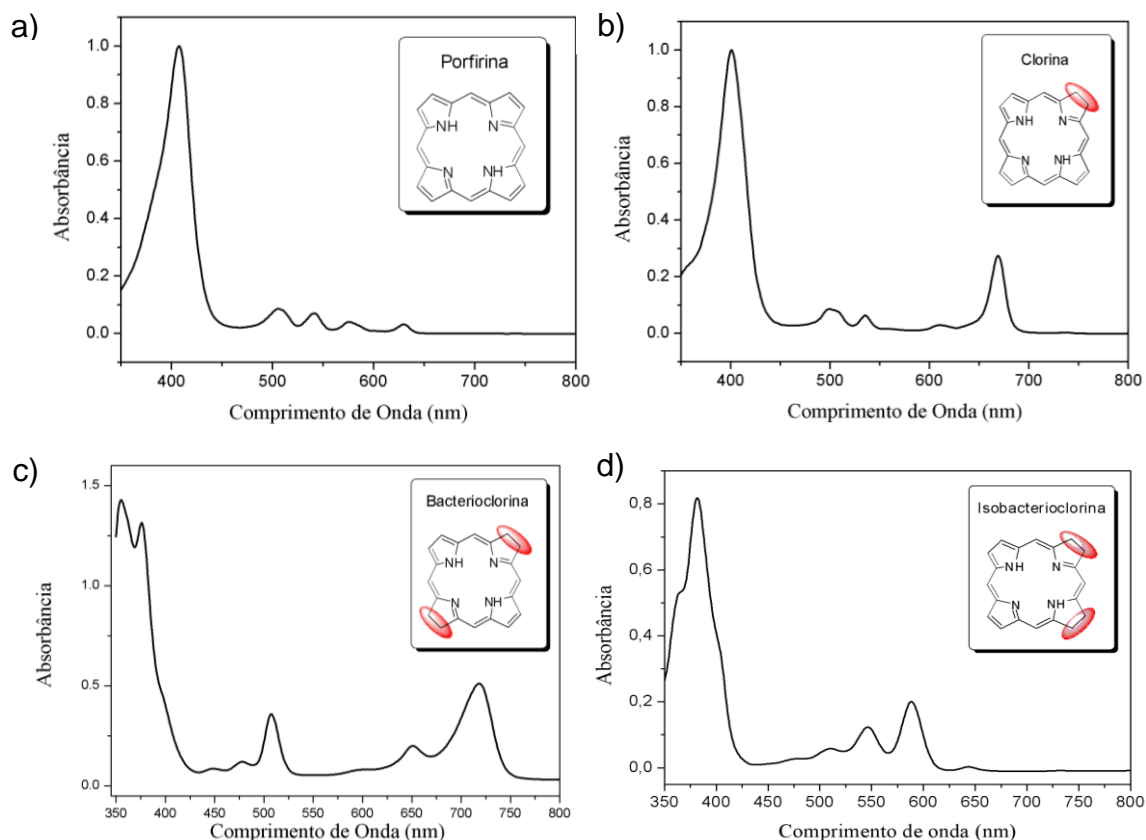 a)
Porfirina
NH
N
N
NH
Absorbância
1.0
0.8
0.6
0.4
0.2
0.0
400
500
600
700
800
Comprimento de Onda (nm)
b)
Clorina
NH
N
N
NH
Absorbância
1.0
0.8
0.6
0.4
0.2
0.0
400
500
600
700
800
Comprimento de Onda (nm)
c)
Bacterioclorina
NH
N
N
NH
Absorbância
1.5
1.0
0.5
0.0
350
400
450
500
550
600
650
700
750
800
Comprimento de Onda (nm)
d)
Isobacterioclorina
NH
N
N
NH
Absorbância
0,8
0,6
0,4
0,2
0,0
350
400
450
500
550
600
650
700
750
800
Comprimento de onda (nm)